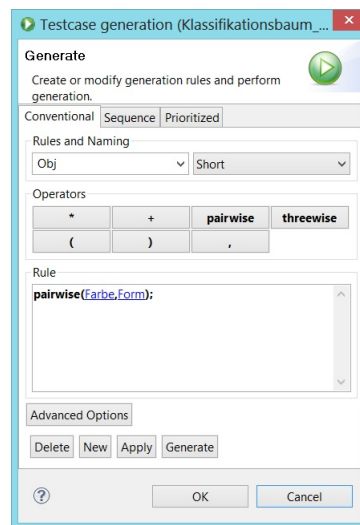 Testcase generation (Klassifikationsbaum_...
Generate
Create or modify generation rules and perform
generation.
Conventional Sequence Prioritized
Rules and Naming
Obj Short
Operators
* + pairwise threewise
( ) ,
Rule
pairwise(Farbe,Form);
Advanced Options
Delete New Apply Generate
? OK Cancel